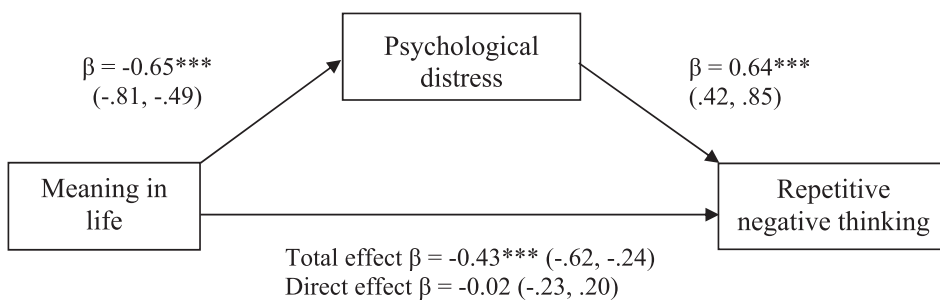 Psychological
distress
β = -0.65***
(-.81, -.49)
β = 0.64***
(.42, .85)
Meaning in
life
Repetitive
negative thinking
Total effect β = -0.43*** (-.62, -.24)
Direct effect β = -0.02 (-.23, .20)